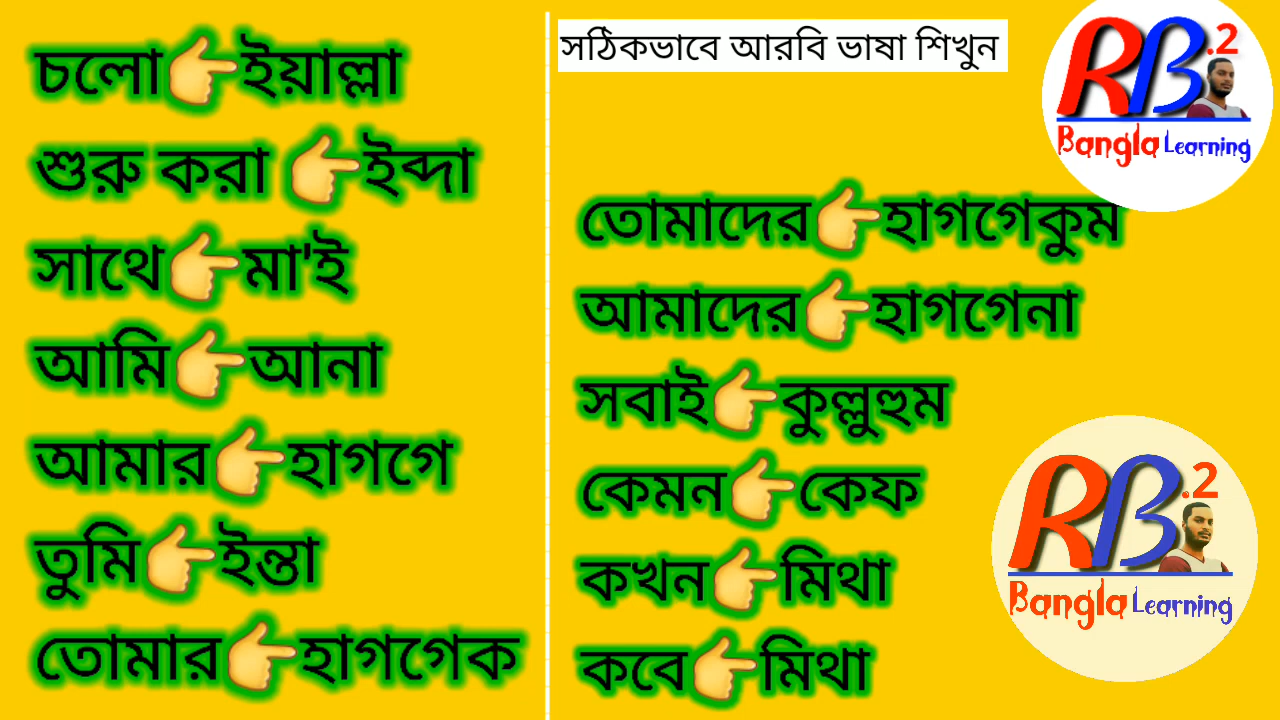 চলো👉ইয়াল্লা
শুরু করা 👉ইব্দা
সাথে👉মা'ই
আমি👉আনা
আমার👉হাগগে
তুমি👉ইন্তা
তোমার👉হাগগেক
সঠিকভাবে আরবি ভাষা শিখুন
তোমাদের👉হাগগেকুম
আমাদের👉হাগগেনা
সবাই👉কুল্লুহুম
কেমন👉কেফ
কখন👉মিথা
কবে👉মিথা
RB.2
Bangla Learning
RB.2
Bangla Learning